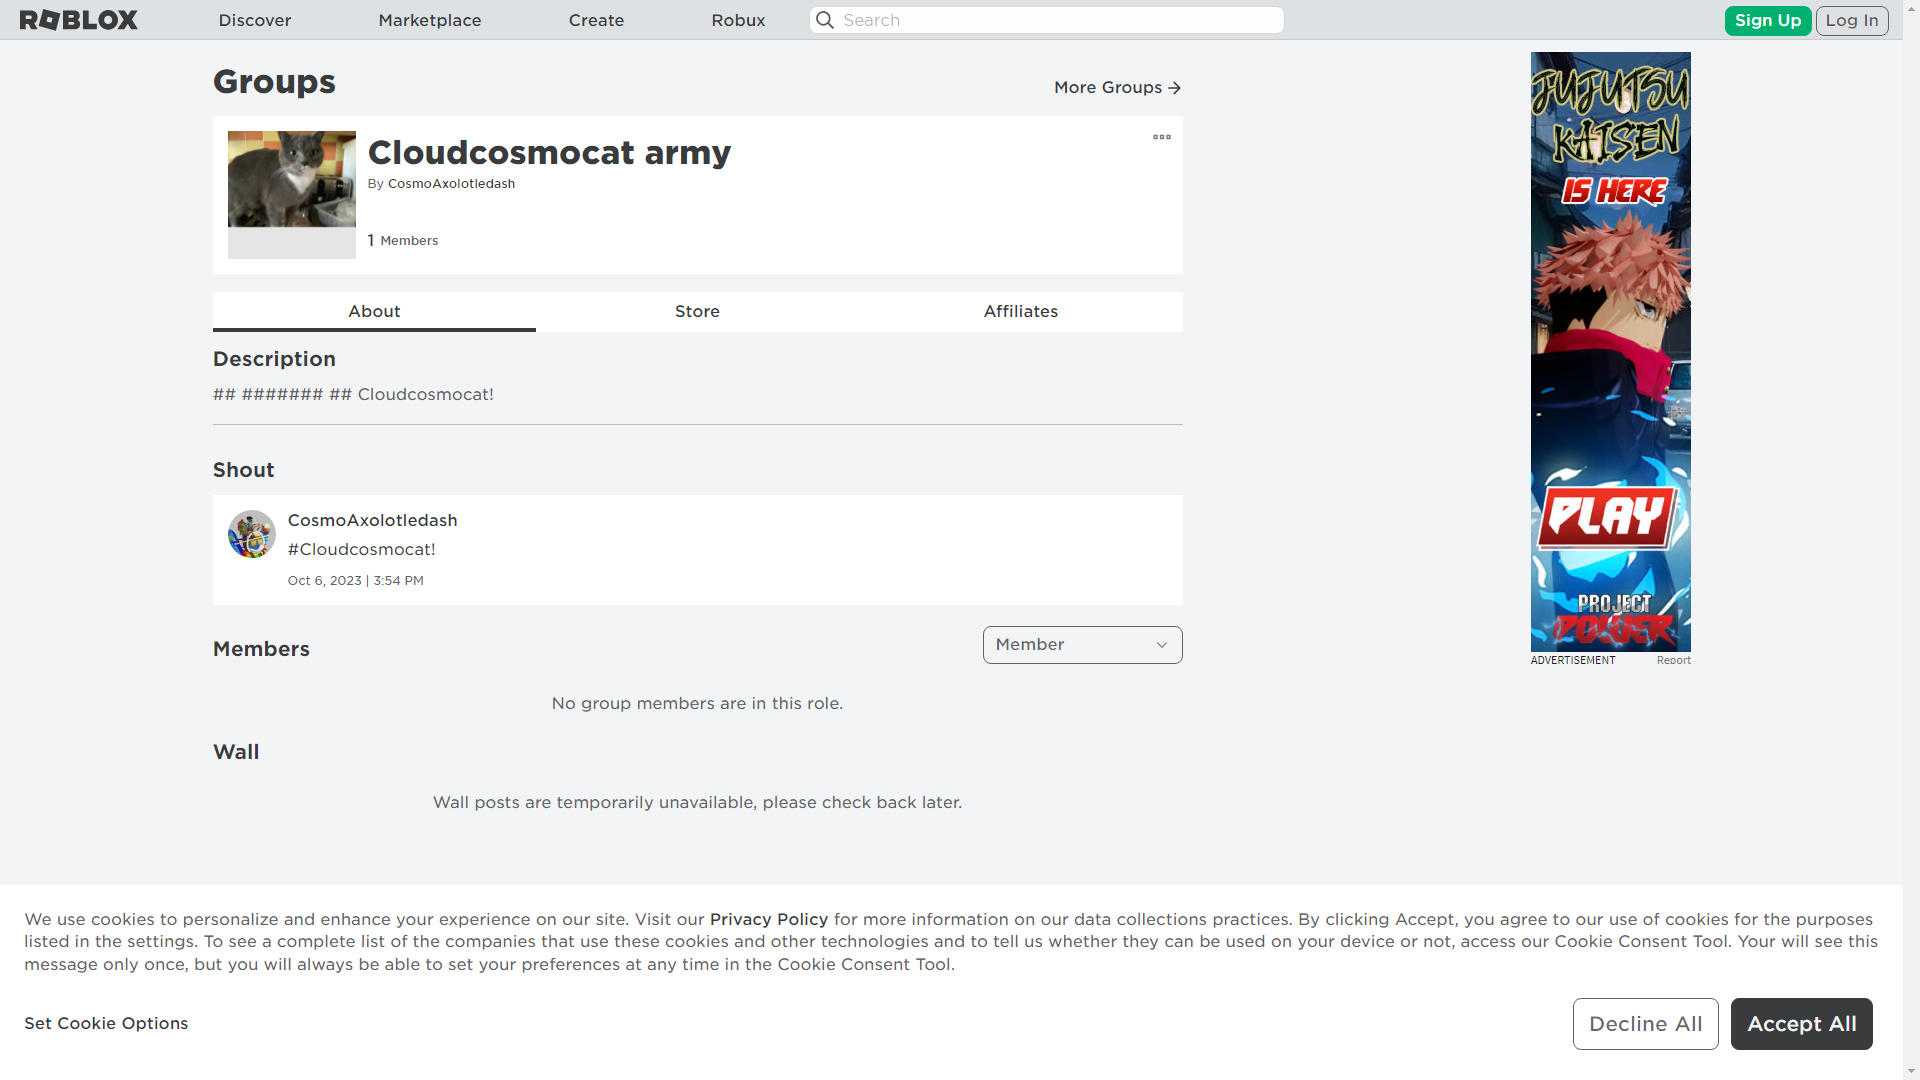 ROBLOX
Discover
Marketplace
Create
Robux
Search
Sign Up
Log In
Groups
More Groups
Cloudcosmocat army
By CosmoAxolotledash
1 Members
About
Store
Affiliates
Description
## ####### ## Cloudcosmocat!
Shout
CosmoAxolotledash
#Cloudcosmocat!
Oct 6, 2023 | 3:54 PM
Members
Member
No group members are in this role.
Wall
Wall posts are temporarily unavailable, please check back later.
JUJUTSU
KAISEN
IS HERE
PLAY
PROJECT
POWER
ADVERTISEMENT
Report
We use cookies to personalize and enhance your experience on our site. Visit our Privacy Policy for more information on our data collections practices. By clicking Accept, you agree to our use of cookies for the purposes
listed in the settings. To see a complete list of the companies that use these cookies and other technologies and to tell us whether they can be used on your device or not, access our Cookie Consent Tool. Your will see this
message only once, but you will always be able to set your preferences at any time in the Cookie Consent Tool.
Set Cookie Options
Decline All
Accept All